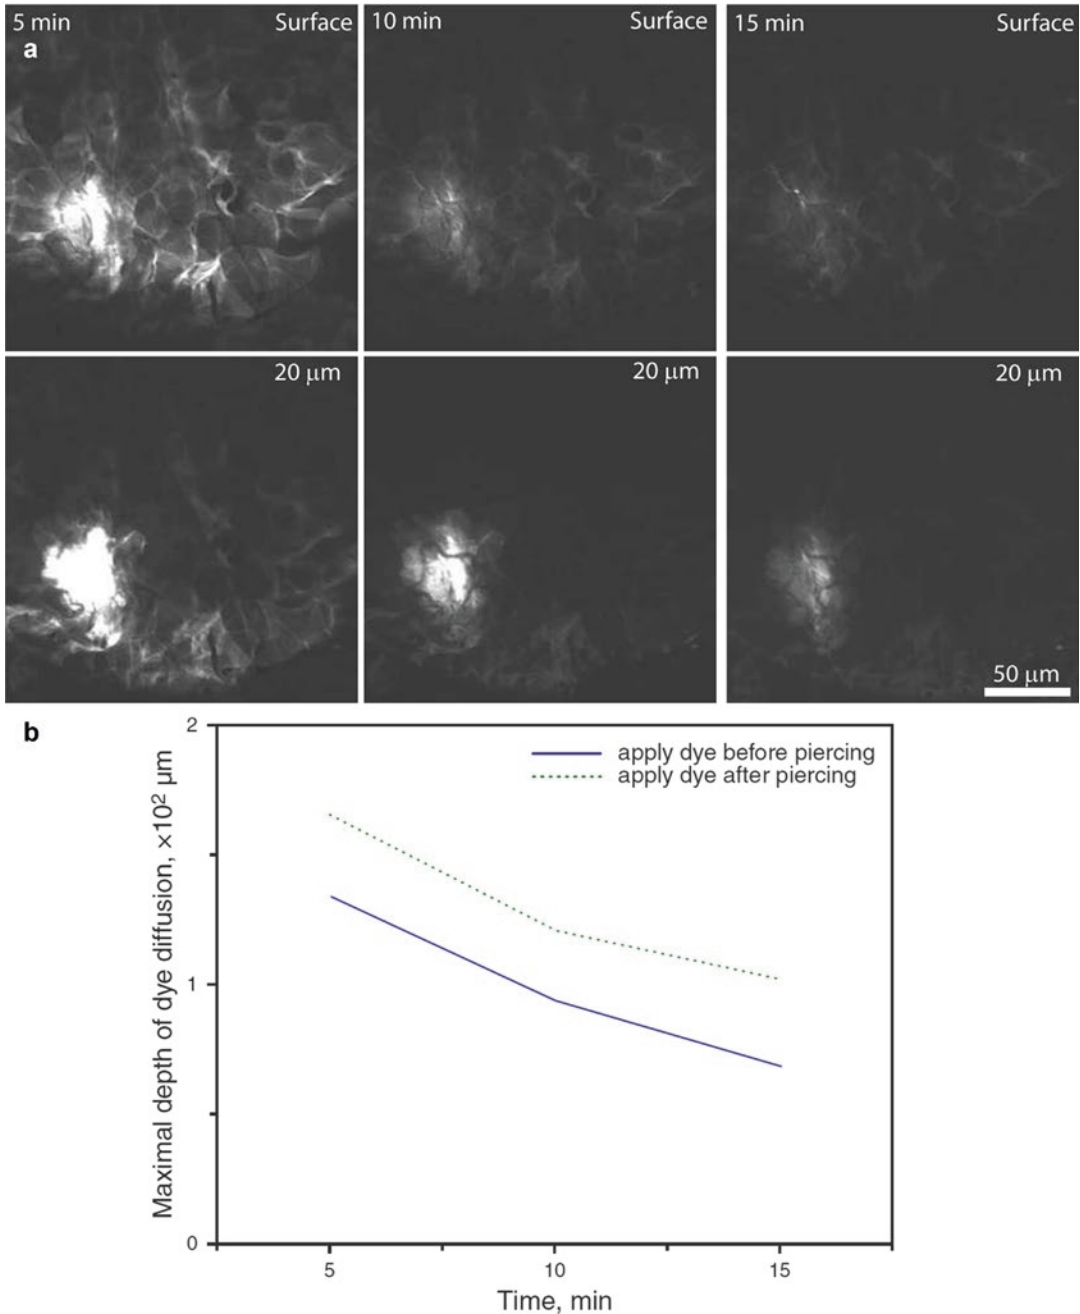 5 min Surface
a
10 min Surface
15 min Surface
20 μm
20 μm
20 μm
50 μm
b
2
apply dye before piercing
apply dye after piercing
Maximal depth of dye diffusion, ×10² μm
1
0
5 10 15
Time, min